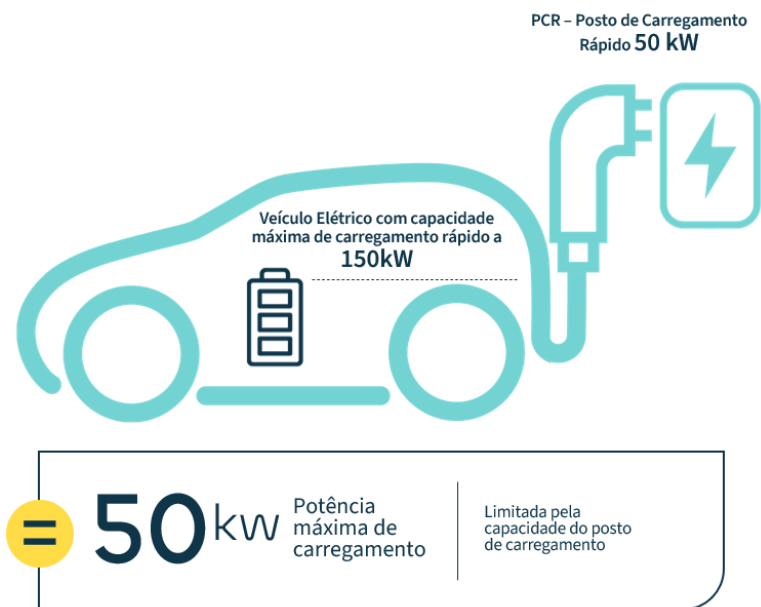 PCR – Posto de Carregamento
Rápido 50 kW
Veículo Elétrico com capacidade
máxima de carregamento rápido a
150kW
= 50 kW
Potência
máxima de
carregamento
Limitada pela
capacidade do posto
de carregamento